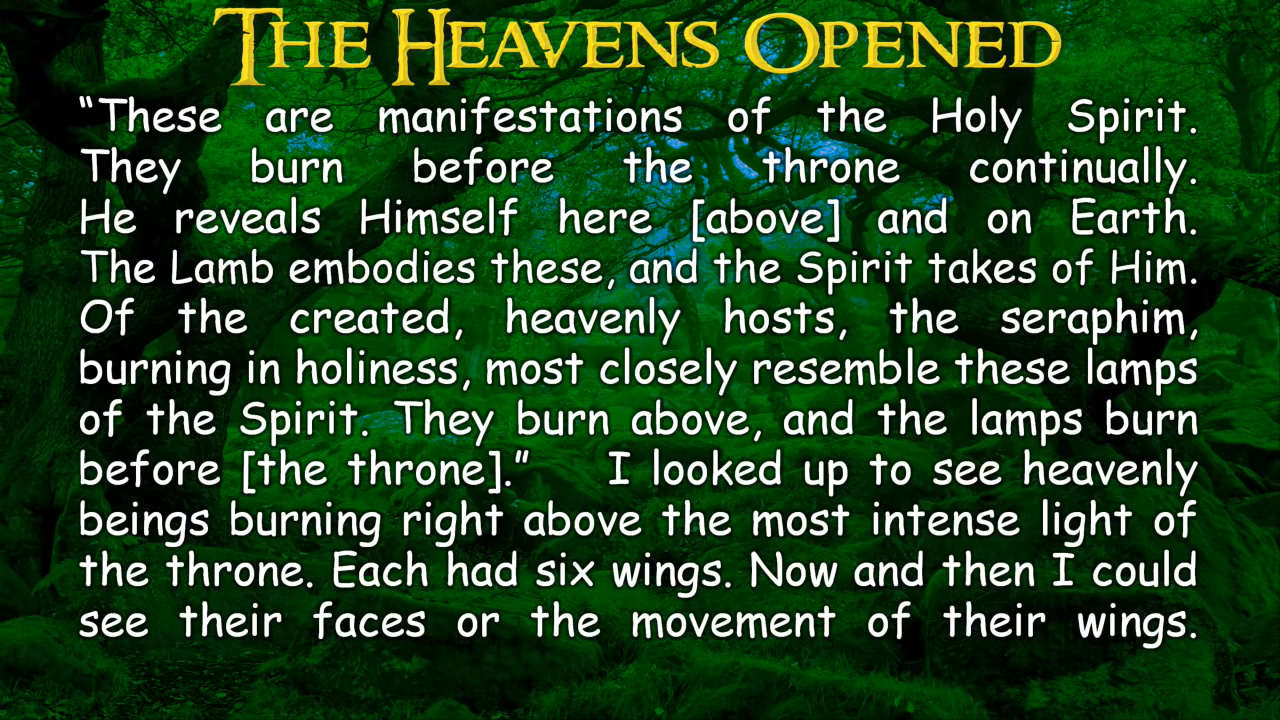 The Heavens Opened
“These are manifestations of the Holy Spirit.
They burn before the throne continually.
He reveals Himself here [above] and on Earth.
The Lamb embodies these, and the Spirit takes of Him.
Of the created, heavenly hosts, the seraphim,
burning in holiness, most closely resemble these lamps
of the Spirit. They burn above, and the lamps burn
before [the throne].” I looked up to see heavenly
beings burning right above the most intense light of
the throne. Each had six wings. Now and then I could
see their faces or the movement of their wings.